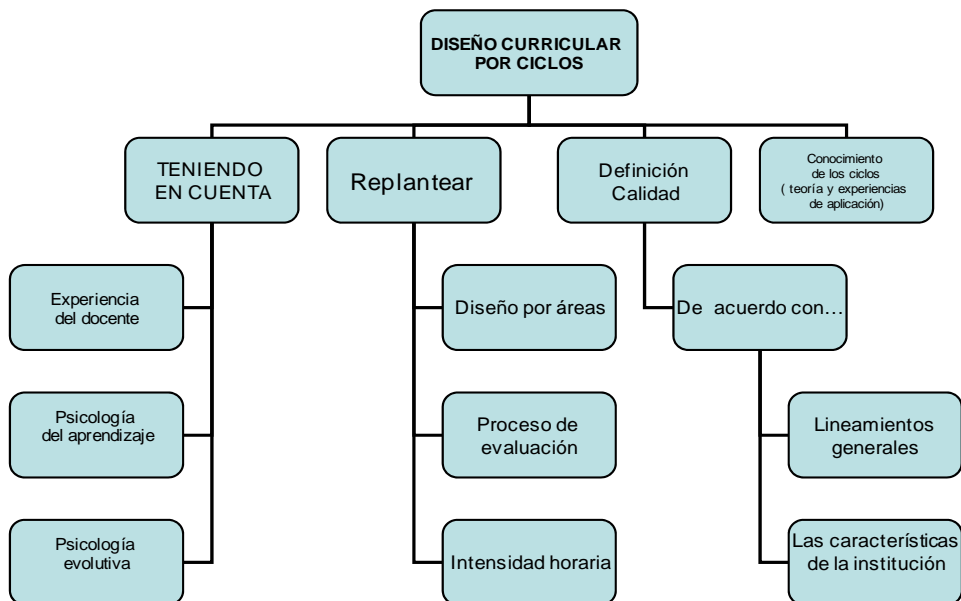 DISEÑO CURRICULAR
POR CICLOS
TENIENDO
EN CUENTA
Replantear
Definición
Calidad
Conocimiento
de los ciclos
( teoría y experiencias
de aplicación)
Experiencia
del docente
Diseño por áreas
De acuerdo con...
Psicología
del aprendizaje
Proceso de
evaluación
Lineamientos
generales
Psicología
evolutiva
Intensidad horaria
Las características
de la institución